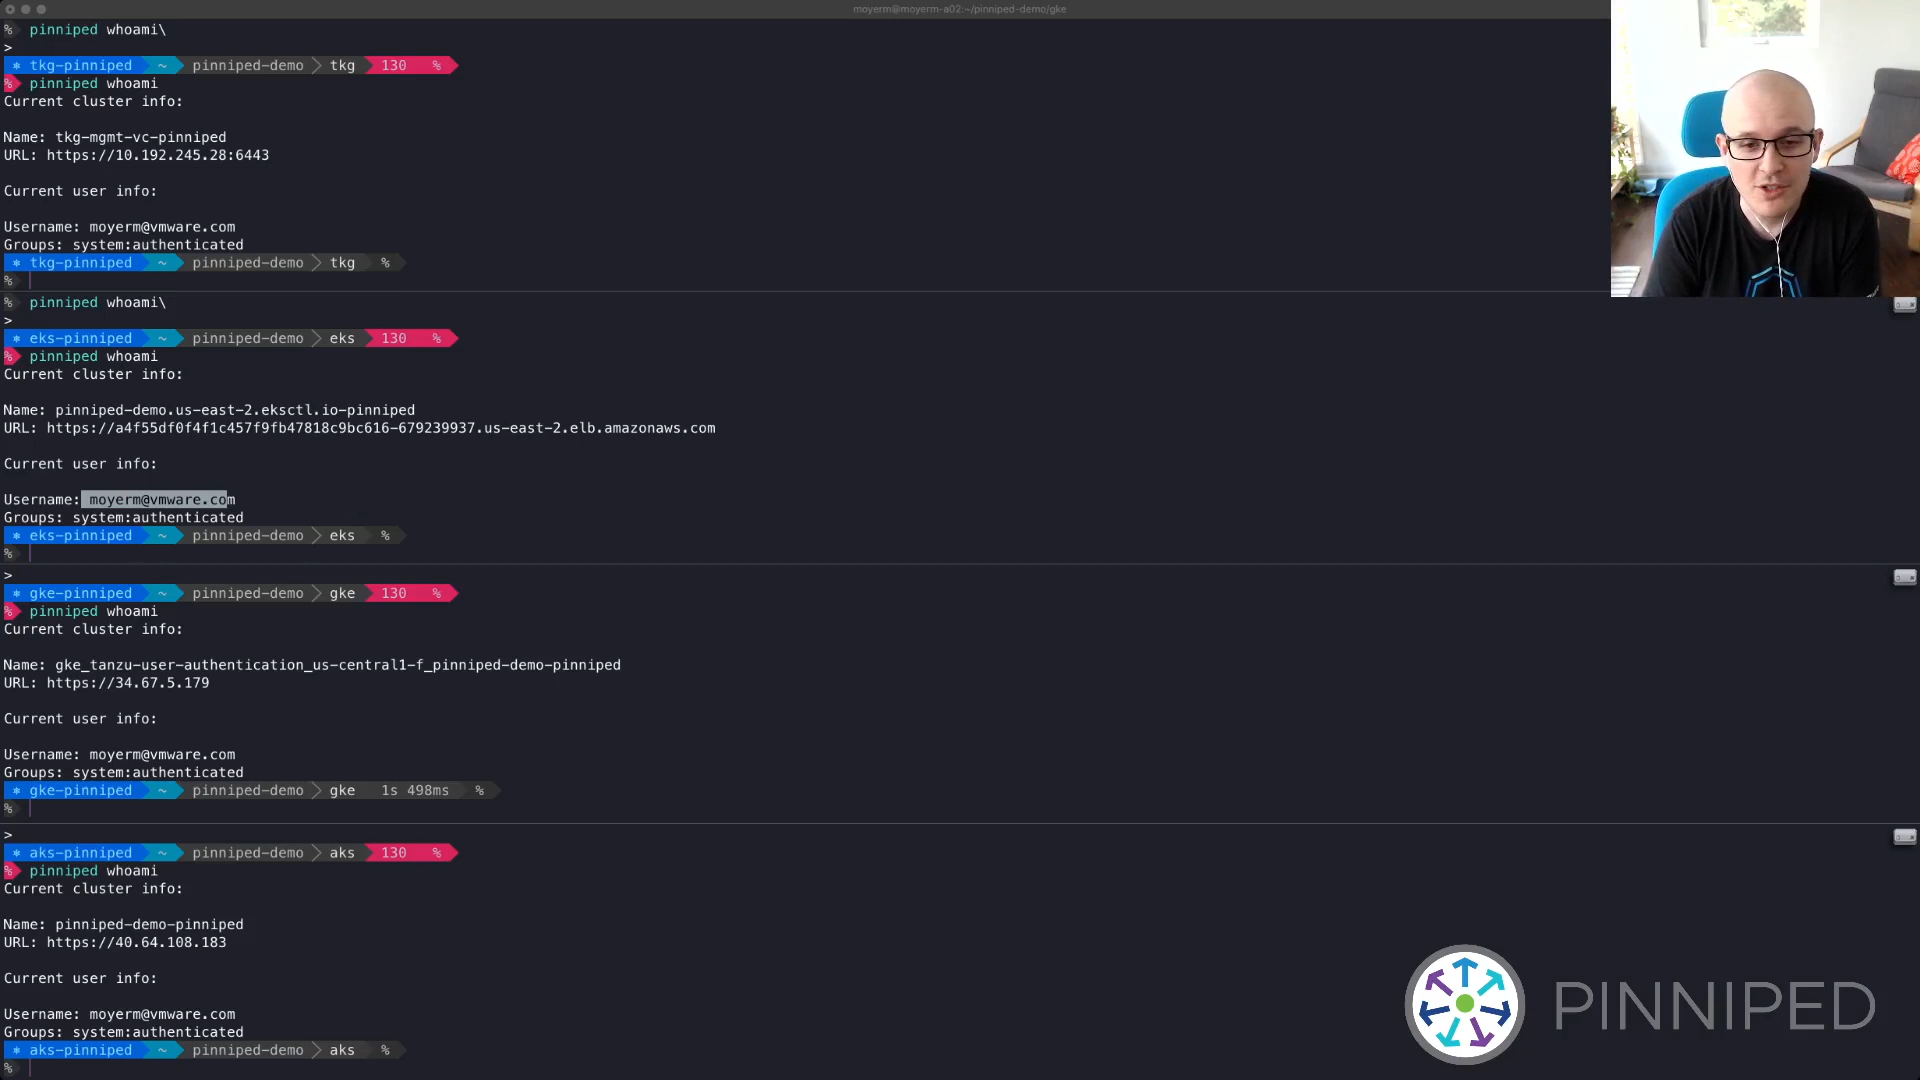 moyerm@moyerm-a02:~/pinniped-demo/gke
% pinniped whoami\
>
* tkg-pinniped ~ pinniped-demo tkg 130 %
% pinniped whoami
Current cluster info:
Name: tkg-mgmt-vc-pinniped
URL: https://10.192.245.28:6443
Current user info:
Username: moyerm@vmware.com
Groups: system:authenticated
* tkg-pinniped ~ pinniped-demo tkg %
%
% pinniped whoami\
>
* eks-pinniped ~ pinniped-demo eks 130 %
% pinniped whoami
Current cluster info:
Name: pinniped-demo.us-east-2.eksctl.io-pinniped
URL: https://a4f55df0f4f1c457f9fb47818c9bc616-679239937.us-east-2.elb.amazonaws.com
Current user info:
Username: moyerm@vmware.com
Groups: system:authenticated
* eks-pinniped ~ pinniped-demo eks %
%
>
* gke-pinniped ~ pinniped-demo gke 130 %
% pinniped whoami
Current cluster info:
Name: gke_tanzu-user-authentication_us-central1-f_pinniped-demo-pinniped
URL: https://34.67.5.179
Current user info:
Username: moyerm@vmware.com
Groups: system:authenticated
* gke-pinniped ~ pinniped-demo gke 1s 498ms %
%
>
* aks-pinniped ~ pinniped-demo aks 130 %
% pinniped whoami
Current cluster info:
Name: pinniped-demo-pinniped
URL: https://40.64.108.183
Current user info:
Username: moyerm@vmware.com
Groups: system:authenticated
* aks-pinniped ~ pinniped-demo aks %
%
PINNIPED